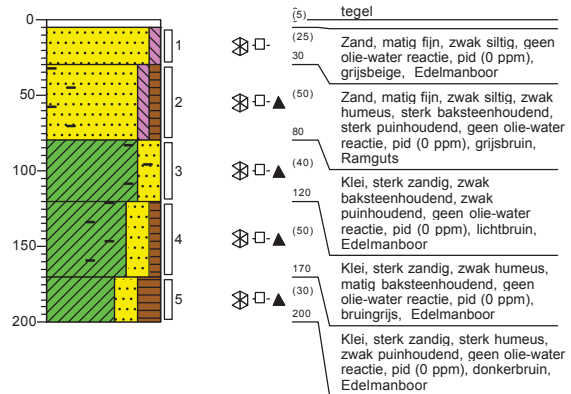 0
50
100
150
200
1
2
3
4
5
(5)
tegel
(25)
30
Zand, matig fijn, zwak siltig, geen
olie-water reactie, pid (0 ppm),
grijsbeige, Edelmanboor
(50)
80
Zand, matig fijn, zwak siltig, zwak
humeus, sterk baksteenhoudend,
sterk puinhoudend, geen olie-water
reactie, pid (0 ppm), grijsbruin,
Ramguts
(40)
120
Klei, sterk zandig, zwak
baksteenhoudend, zwak
puinhoudend, geen olie-water
reactie, pid (0 ppm), lichtbruin,
Edelmanboor
(50)
170
Klei, sterk zandig, zwak humeus,
matig baksteenhoudend, geen
olie-water reactie, pid (0 ppm),
bruingrijs, Edelmanboor
(30)
200
Klei, sterk zandig, sterk humeus,
zwak puinhoudend, geen olie-water
reactie, pid (0 ppm), donkerbruin,
Edelmanboor